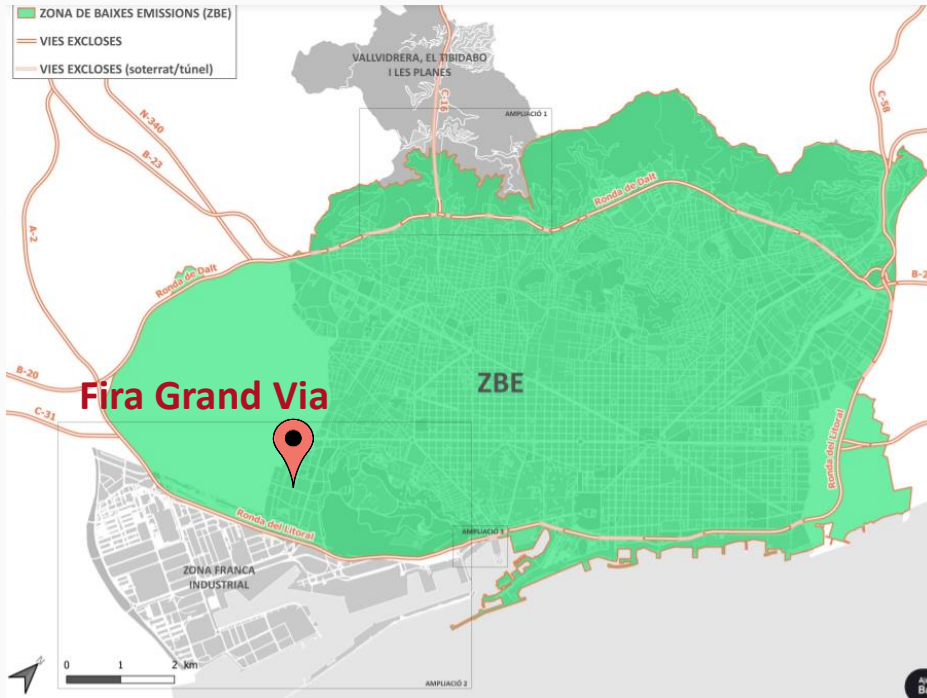 ZONA DE BAIXES EMISSIONS (ZBE)
VIES EXCLOSES
VIES EXCLOSES (soterrat/túnel)
VALLVIDRERA, EL TIBIDABO
I LES PLANES
C-16
AMPLIACIÓ 1
C-58
N-340
B-23
A-2
Ronda de Dalt
Ronda de Dalt
B-20
C-31
Fira Grand Via
ZBE
Ronda del Litoral
Ronda del Litoral
AMPLIACIÓ 3
ZONA FRANCA
INDUSTRIAL
N
0 1 2 km
AMPLIACIÓ 2